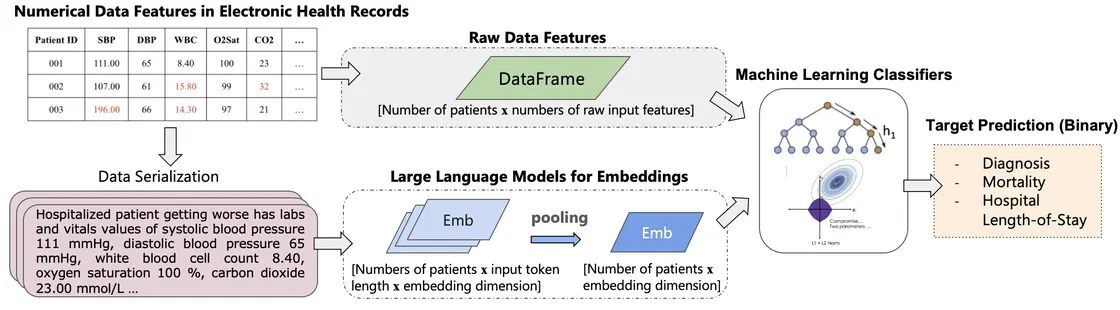 Numerical Data Features in Electronic Health Records
Patient ID SBP DBP WBC O2Sat CO2 ...
001 111.00 65 8.40 100 23 ...
002 107.00 61 15.80 99 32 ...
003 196.00 66 14.30 97 21 ...
Raw Data Features
DataFrame
[Number of patients x numbers of raw input features]
Data Serialization
Hospitalized patient getting worse has labs
and vitals values of systolic blood pressure
111 mmHg, diastolic blood pressure 65
mmHg, white blood cell count 8.40,
oxygen saturation 100 %, carbon dioxide
23.00 mmol/L ...
Large Language Models for Embeddings
Emb
pooling
Emb
[Numbers of patients x input token
length x embedding dimension]
[Number of patients x
embedding dimension]
Machine Learning Classifiers
h1
Compromise...
Two parameters ...
L1 + L2 Norm
Target Prediction (Binary)
- Diagnosis
- Mortality
- Hospital
Length-of-Stay